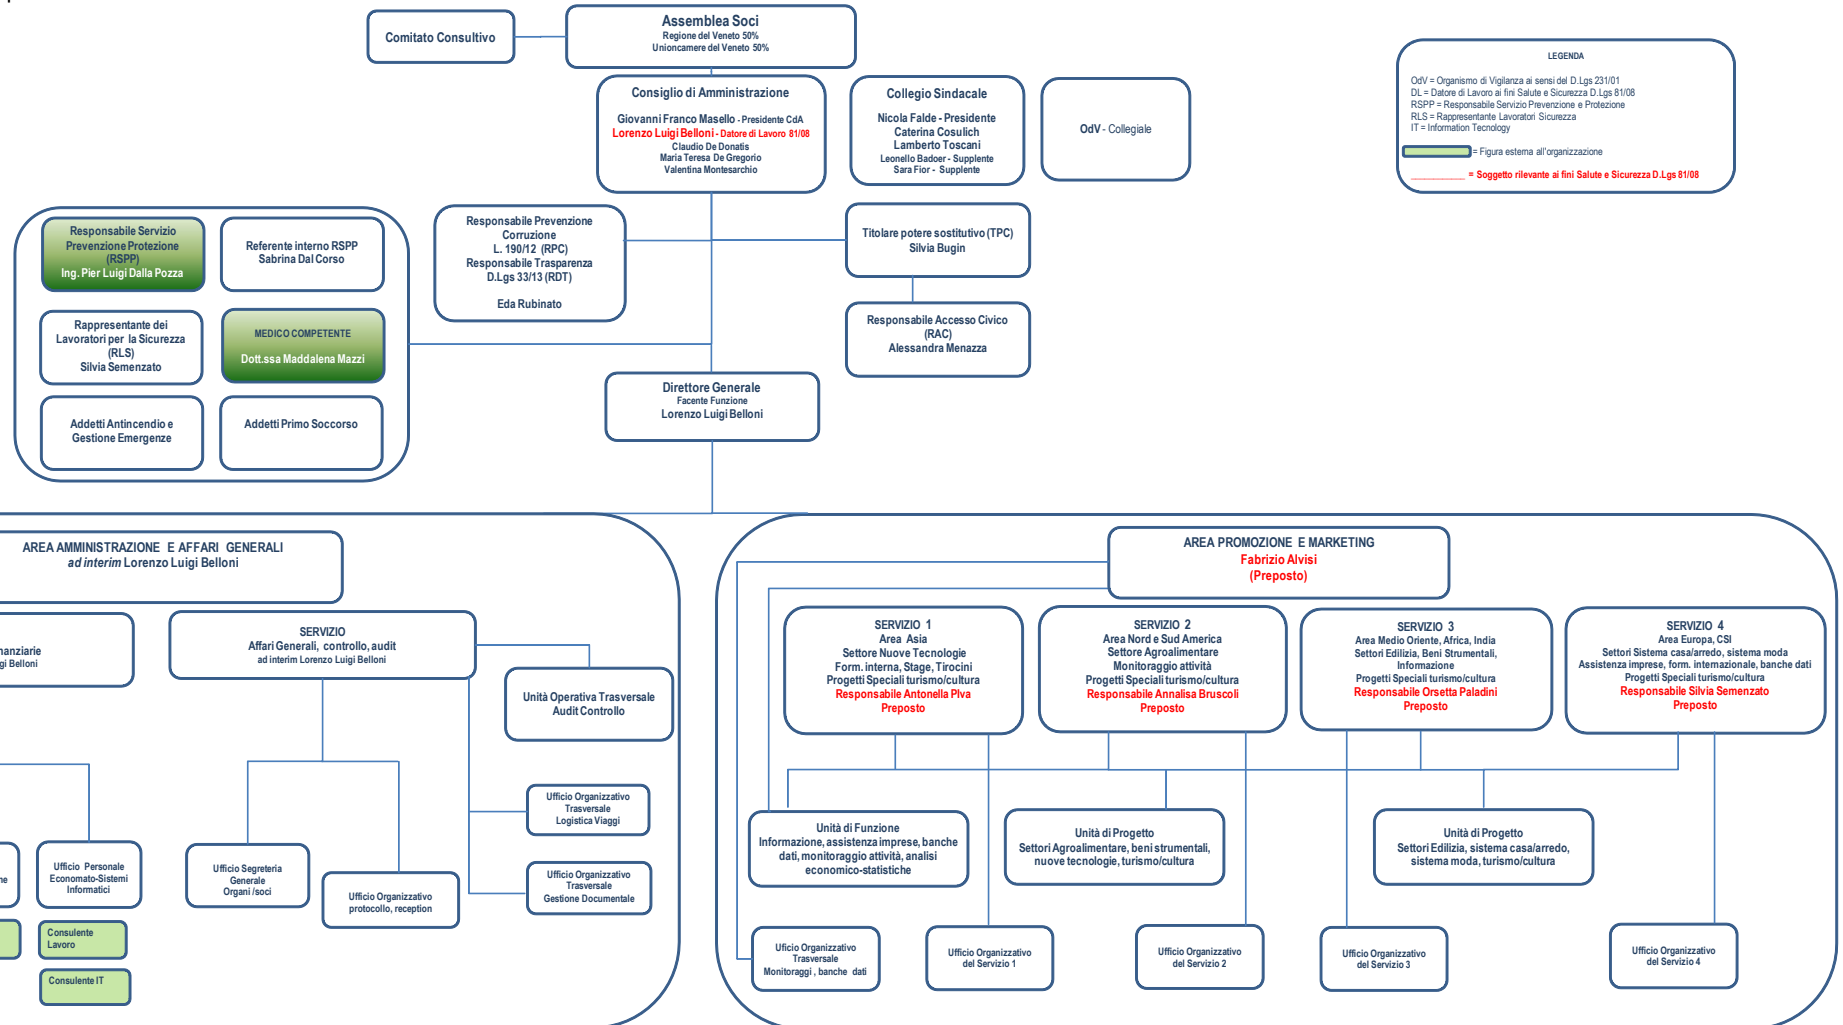 Comitato Consultivo
Assemblea Soci
Regione del Veneto 50%
Unioncamere del Veneto 50%
Consiglio di Amministrazione
Giovanni Franco Masello - Presidente CdA
Lorenzo Luigi Belloni - Datore di Lavoro 81/08
Claudio De Donatis
Maria Teresa De Gregorio
Valentina Montesarchio
Collegio Sindacale
Nicola Falde - Presidente
Caterina Cosulich
Lamberto Toscani
Leonello Badoer - Supplente
Sara Fior - Supplente
OdV - Collegiale
LEGENDA
OdV = Organismo di Vigilanza ai sensi del D.Lgs 231/01
DL = Datore di Lavoro ai fini Salute e Sicurezza D.Lgs 81/08
RSPP = Responsabile Servizio Prevenzione e Protezione
RLS = Rappresentante Lavoratori Sicurezza
IT = Information Tecnology
= Figura esterna all'organizzazione
____________ = Soggetto rilevante ai fini Salute e Sicurezza D.Lgs 81/08
Responsabile Servizio
Prevenzione Protezione
(RSPP)
Ing. Pier Luigi Dalla Pozza
Referente interno RSPP
Sabrina Dal Corso
Rappresentante dei
Lavoratori per la Sicurezza
(RLS)
Silvia Semenzato
MEDICO COMPETENTE
Dott.ssa Maddalena Mazzi
Addetti Antincendio e
Gestione Emergenze
Addetti Primo Soccorso
Responsabile Prevenzione
Corruzione
L. 190/12 (RPC)
Responsabile Trasparenza
D.Lgs 33/13 (RDT)
Eda Rubinato
Titolare potere sostitutivo (TPC)
Silvia Bugin
Responsabile Accesso Civico
(RAC)
Alessandra Menazza
Direttore Generale
Facente Funzione
Lorenzo Luigi Belloni
AREA AMMINISTRAZIONE E AFFARI GENERALI
ad interim Lorenzo Luigi Belloni
nanziarie
gi Belloni
SERVIZIO
Affari Generali, controllo, audit
ad interim Lorenzo Luigi Belloni
Unità Operativa Trasversale
Audit Controllo
Ufficio Organizzativo
Trasversale
Logistica Viaggi
Ufficio Organizzativo
Trasversale
Gestione Documentale
ne
Ufficio Personale
Economato-Sistemi
Informatici
Ufficio Segreteria
Generale
Organi /soci
Ufficio Organizzativo
protocollo, reception
Consulente
Lavoro
Consulente IT
AREA PROMOZIONE E MARKETING
Fabrizio Alvisi
(Preposto)
SERVIZIO 1
Area Asia
Settore Nuove Tecnologie
Form. interna, Stage, Tirocini
Progetti Speciali turismo/cultura
Responsabile Antonella PIva
Preposto
SERVIZIO 2
Area Nord e Sud America
Settore Agroalimentare
Monitoraggio attività
Progetti Speciali turismo/cultura
Responsabile Annalisa Bruscoli
Preposto
SERVIZIO 3
Area Medio Oriente, Africa, India
Settori Edilizia, Beni Strumentali,
Informazione
Progetti Speciali turismo/cultura
Responsabile Orsetta Paladini
Preposto
SERVIZIO 4
Area Europa, CSI
Settori Sistema casa/arredo, sistema moda
Assistenza imprese, form. internazionale, banche dati
Progetti Speciali turismo/cultura
Responsabile Silvia Semenzato
Preposto
Unità di Funzione
Informazione, assistenza imprese, banche
dati, monitoraggio attività, analisi
economico-statistiche
Unità di Progetto
Settori Agroalimentare, beni strumentali,
nuove tecnologie, turismo/cultura
Unità di Progetto
Settori Edilizia, sistema casa/arredo,
sistema moda, turismo/cultura
Uficio Organizzativo
Trasversale
Monitoraggi , banche dati
Ufficio Organizzativo
del Servizio 1
Ufficio Organizzativo
del Servizio 2
Ufficio Organizzativo
del Servizio 3
Ufficio Organizzativo
del Servizio 4